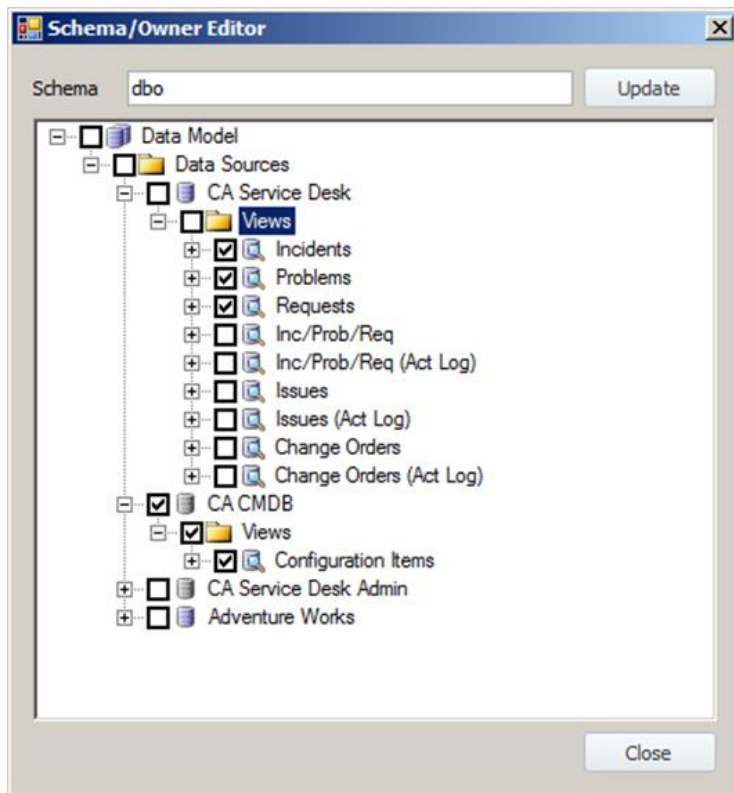 Schema/Owner Editor
Schema dbo Update
Data Model
Data Sources
CA Service Desk
Views
Incidents
Problems
Requests
Inc/Prob/Req
Inc/Prob/Req (Act Log)
Issues
Issues (Act Log)
Change Orders
Change Orders (Act Log)
CA CMDB
Views
Configuration Items
CA Service Desk Admin
Adventure Works
Close